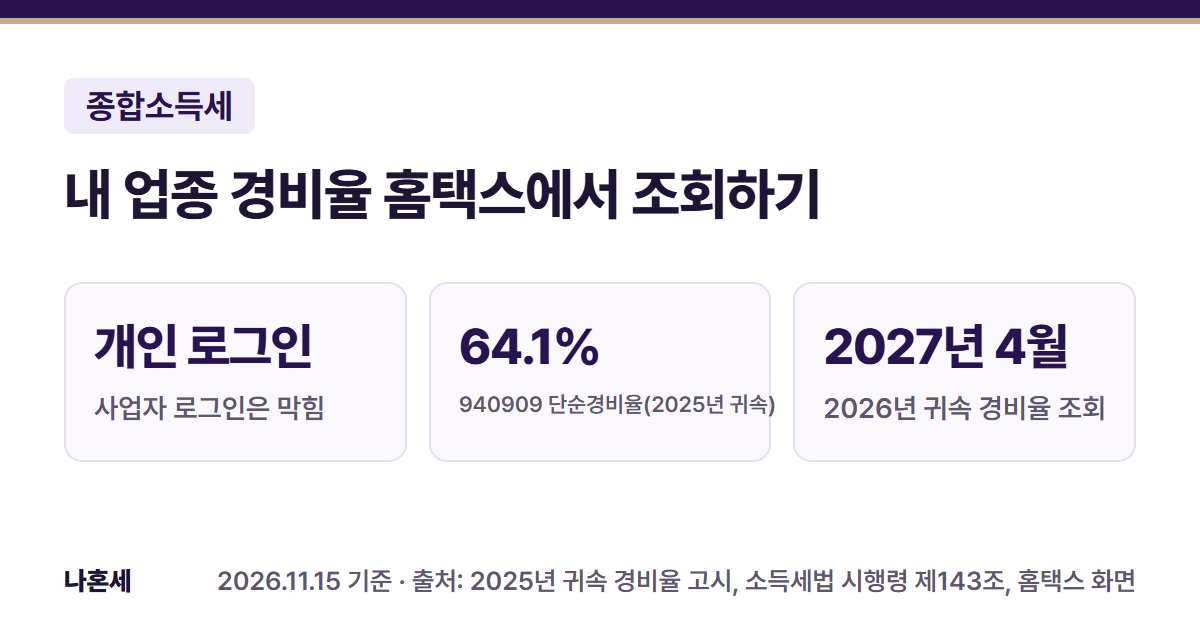 종합소득세
내 업종 경비율 홈택스에서 조회하기
개인 로그인
사업자 로그인은 막힘
64.1%
940909 단순경비율(2025년 귀속)
2027년 4월
2026년 귀속 경비율 조회
나혼세
2026.11.15 기준 · 출처: 2025년 귀속 경비율 고시, 소득세법 시행령 제143조, 홈택스 화면